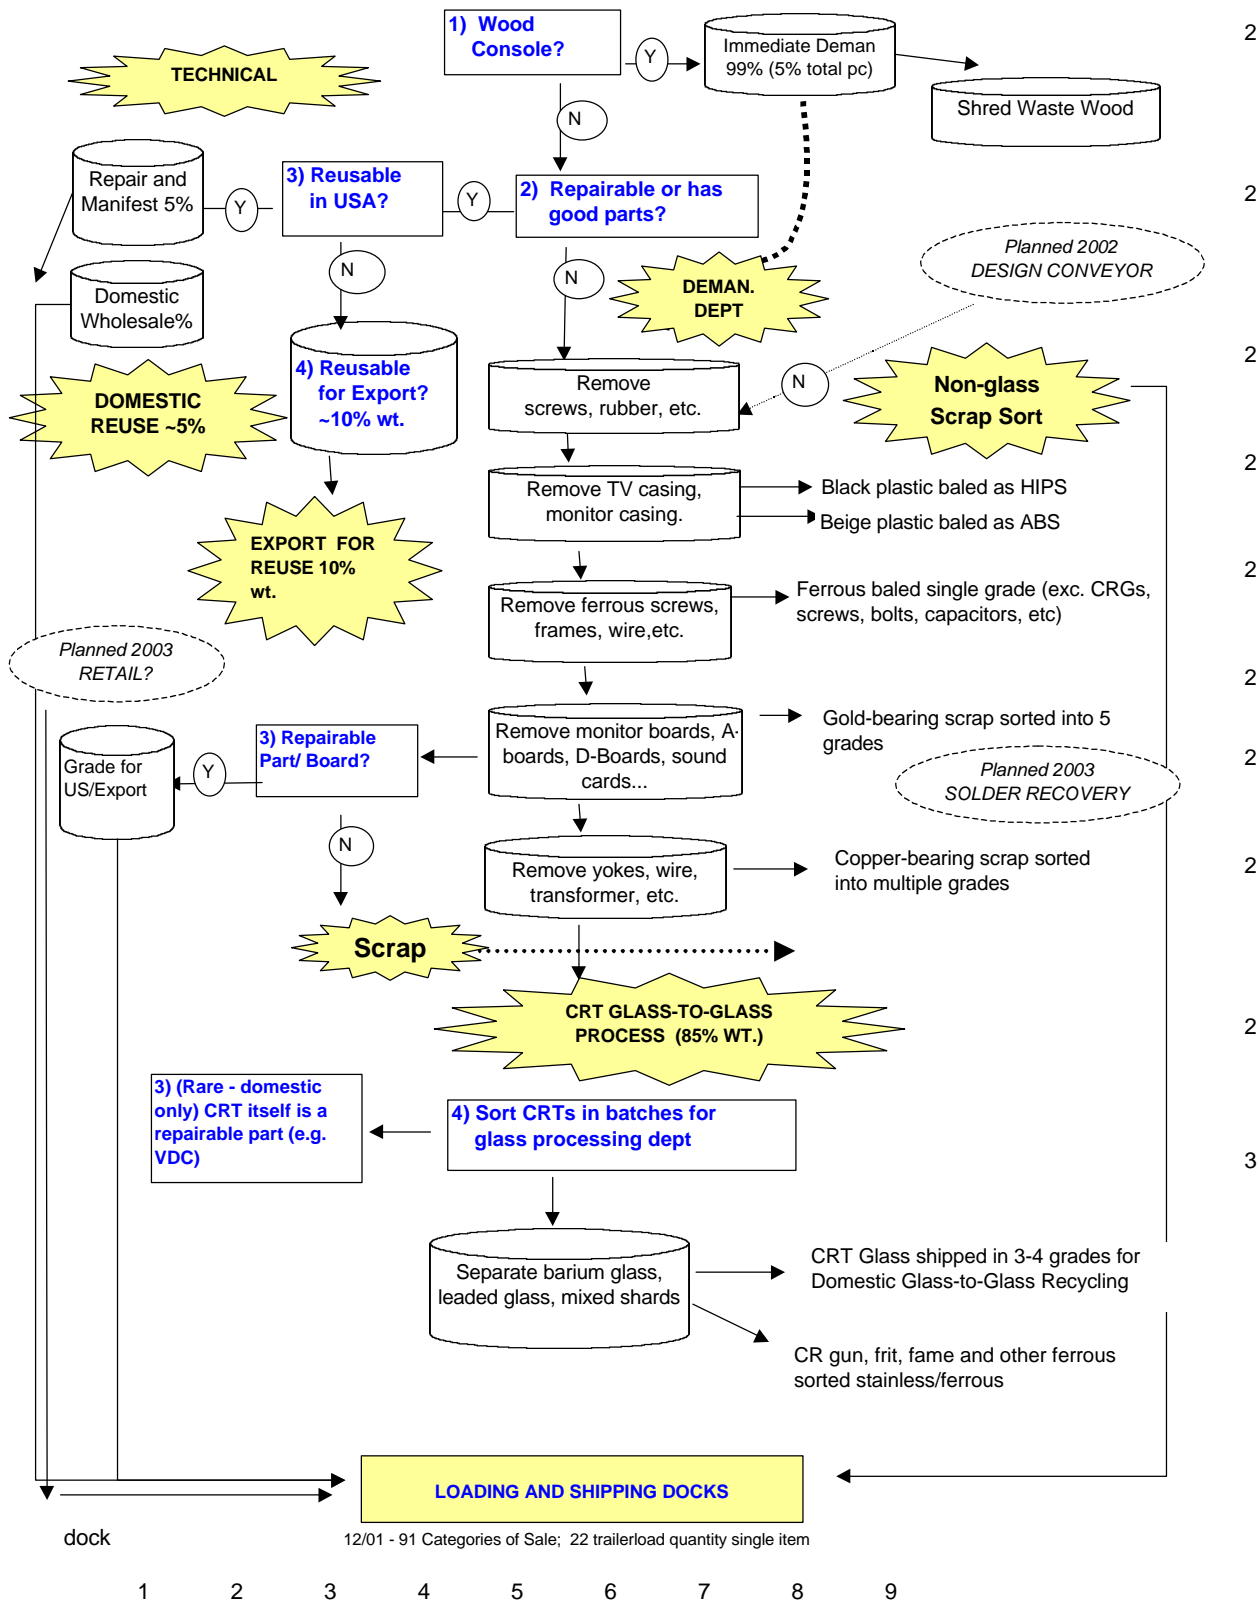 1) Wood
Console?
Y
Immediate Deman
99% (5% total pc)
2
TECHNICAL
Shred Waste Wood
N
Repair and
Manifest 5%
Y
3) Reusable
in USA?
Y
2) Repairable or has
good parts?
2
Planned 2002
DESIGN CONVEYOR
N
N
DEMAN.
DEPT
Domestic
Wholesale%
4) Reusable
for Export?
~10% wt.
Remove
screws, rubber, etc.
N
2
Non-glass
Scrap Sort
DOMESTIC
REUSE ~5%
2
Remove TV casing,
monitor casing.
Black plastic baled as HIPS
Beige plastic baled as ABS
EXPORT FOR
REUSE 10%
wt.
2
Remove ferrous screws,
frames, wire,etc.
Ferrous baled single grade (exc. CRGs,
screws, bolts, capacitors, etc)
Planned 2003
RETAIL?
2
Remove monitor boards, A-
boards, D-Boards, sound
cards...
Gold-bearing scrap sorted into 5
grades
3) Repairable
Part/ Board?
Y
Grade for
US/Export
2
Planned 2003
SOLDER RECOVERY
N
Remove yokes, wire,
transformer, etc.
Copper-bearing scrap sorted
into multiple grades
2
Scrap
CRT GLASS-TO-GLASS
PROCESS (85% WT.)
2
3) (Rare - domestic
only) CRT itself is a
repairable part (e.g.
VDC)
4) Sort CRTs in batches for
glass processing dept
3
Separate barium glass,
leaded glass, mixed shards
CRT Glass shipped in 3-4 grades for
Domestic Glass-to-Glass Recycling
CR gun, frit, fame and other ferrous
sorted stainless/ferrous
LOADING AND SHIPPING DOCKS
dock
12/01 - 91 Categories of Sale; 22 trailerload quantity single item
1 2 3 4 5 6 7 8 9